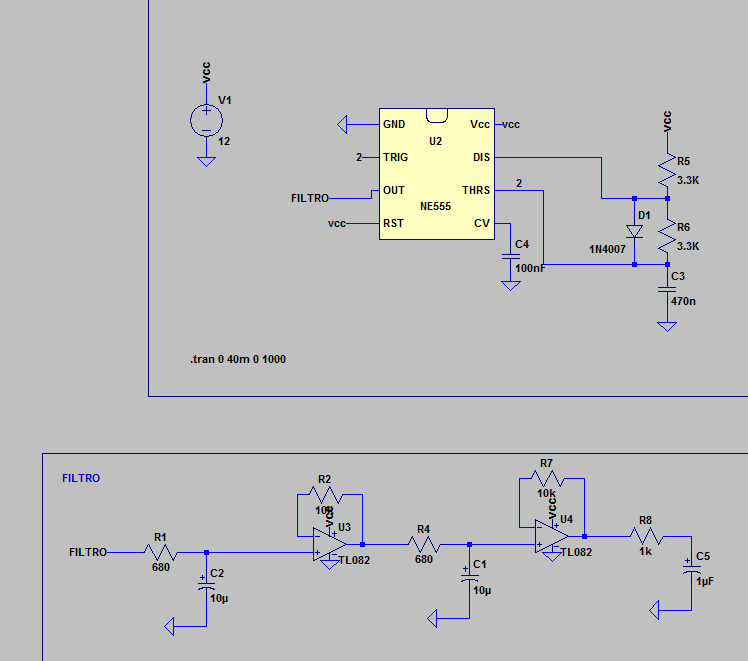 vcc
V1
12
GND
Vcc
vcc
U2
2
TRIG
DIS
FILTRO
OUT
THRS
2
NE555
vcc
RST
CV
C4
100nF
vcc
R5
3.3K
D1
R6
3.3K
1N4007
C3
470n
.tran 0 40m 0 1000
FILTRO
FILTRO
R1
680
C2
10µ
R2
10k
vcc
U3
TL082
R4
680
C1
10µ
R7
10k
vcc
U4
TL082
R8
1k
C5
1µF